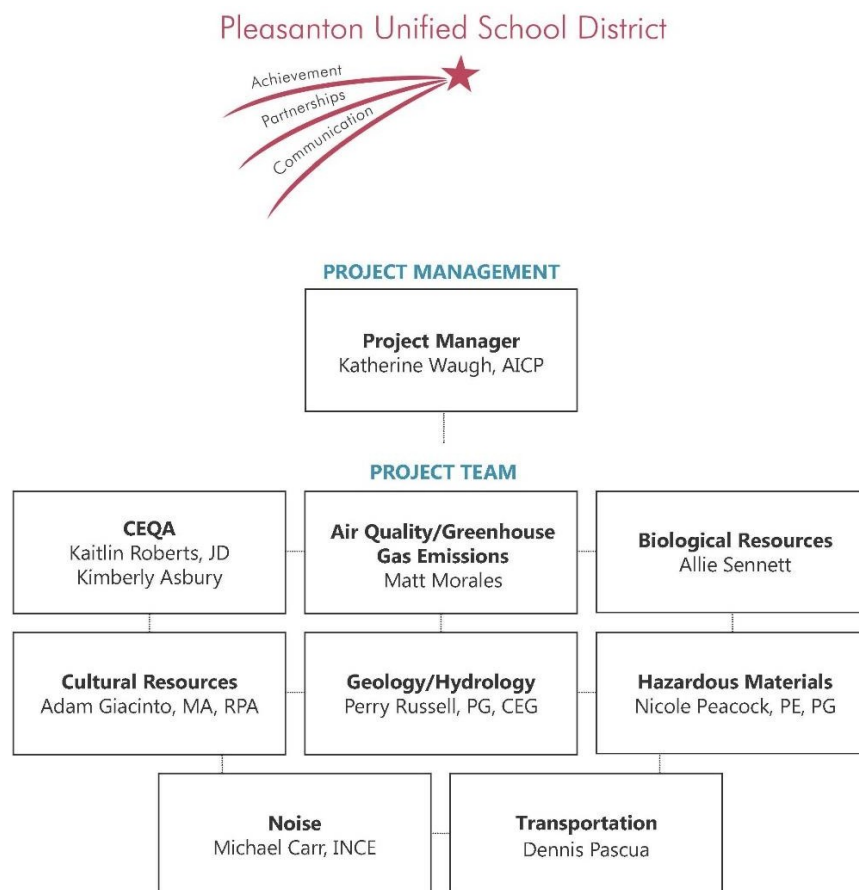 Pleasanton Unified School District
Achievement
Partnerships
Communication
PROJECT MANAGEMENT
Project Manager
Katherine Waugh, AICP
PROJECT TEAM
CEQA
Kaitlin Roberts, JD
Kimberly Asbury
Air Quality/Greenhouse
Gas Emissions
Matt Morales
Biological Resources
Allie Sennett
Cultural Resources
Adam Giacinto, MA, RPA
Geology/Hydrology
Perry Russell, PG, CEG
Hazardous Materials
Nicole Peacock, PE, PG
Noise
Michael Carr, INCE
Transportation
Dennis Pascua